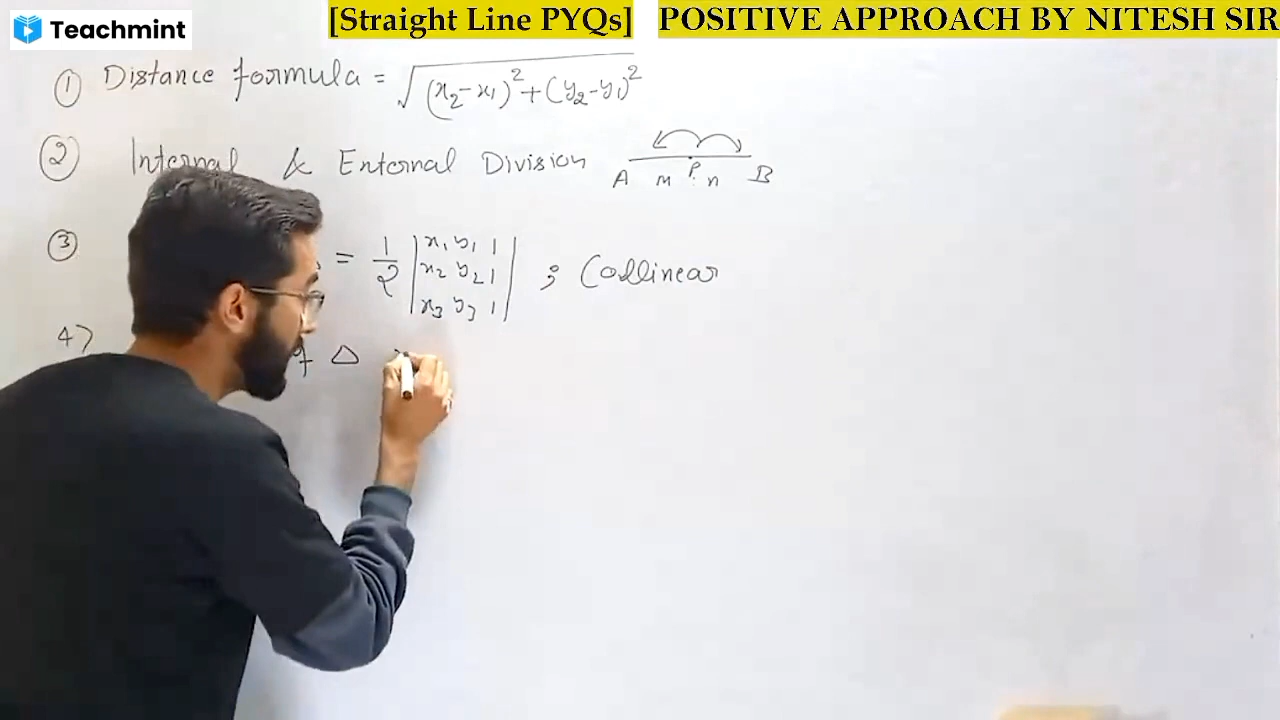 Teachmint
[Straight Line PYQs] POSITIVE APPROACH BY NITESH SIR
① Distance formula = √(x₂-x₁)²+(y₂-y₁)²
② Internal & External Division A m P n B
③ = 1/2 |x₁ y₁ 1
x₂ y₂ 1
x₃ y₃ 1| ; Collinear
4) of Δ